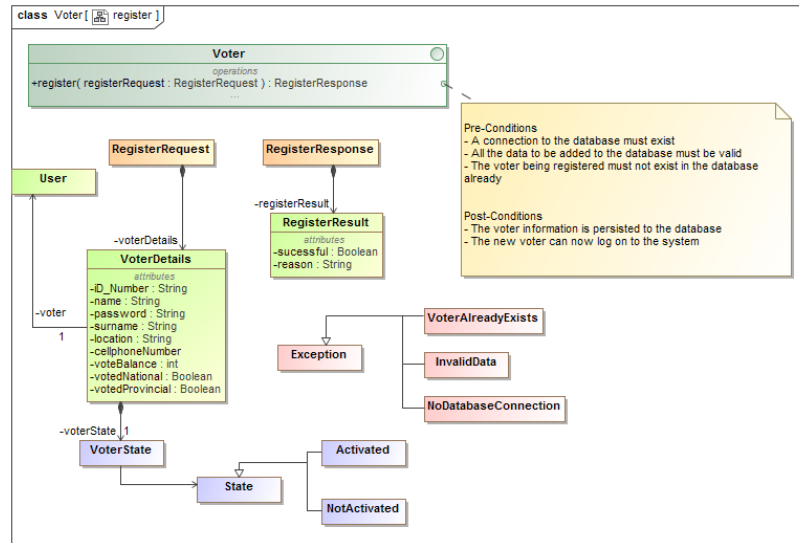 class Voter[ register ]
Voter
operations
+register( registerRequest : RegisterRequest ) : RegisterResponse
...
Pre-Conditions
- A connection to the database must exist
- All the data to be added to the database must be valid
- The voter being registered must not exist in the database
already
Post-Conditions
- The voter information is persisted to the database
- The new voter can now log on to the system
RegisterRequest
RegisterResponse
User
-registerResult
RegisterResult
attributes
-sucessful : Boolean
-reason : String
-voterDetails
VoterDetails
attributes
-iD_Number : String
-name : String
-password : String
-surname : String
-location : String
-cellphoneNumber
-voteBalance : int
-votedNational : Boolean
-votedProvincial : Boolean
-voter
1
VoterAlreadyExists
Exception
InvalidData
NoDatabaseConnection
-voterState 1
VoterState
State
Activated
NotActivated